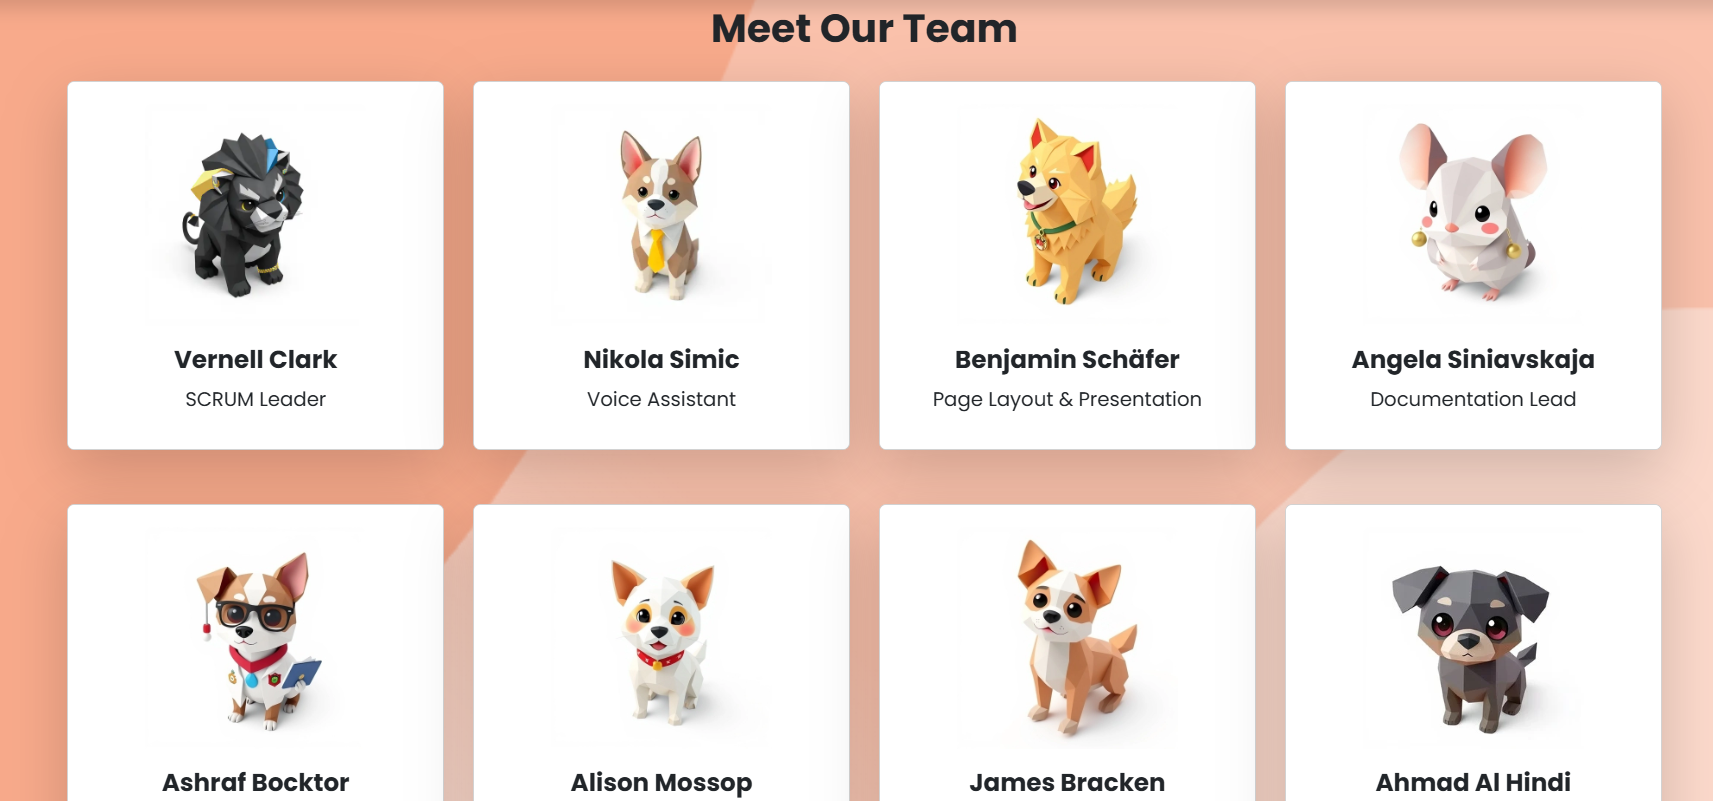 Meet Our Team
Vernell Clark
SCRUM Leader
Nikola Simic
Voice Assistant
Benjamin Schäfer
Page Layout & Presentation
Angela Siniavskaja
Documentation Lead
Ashraf Bocktor
Alison Mossop
James Bracken
Ahmad Al Hindi